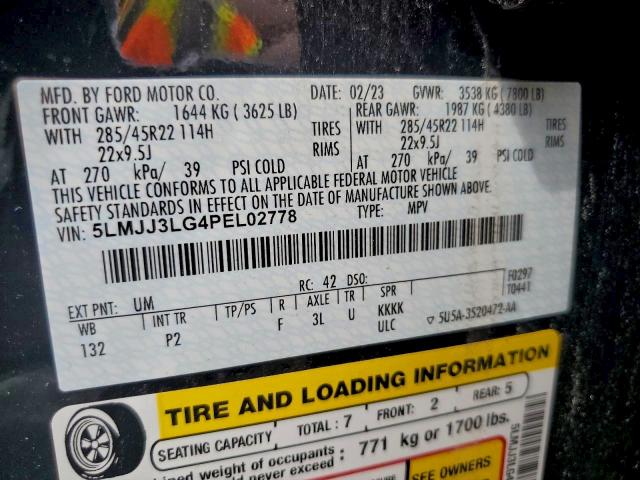 MFD. BY FORD MOTOR CO. DATE: 02/23 GVWR: 3538 KG ( 7800 LB)
FRONT GAWR: 1644 KG ( 3625 LB) REAR GAWR: 1987 KG ( 4380 LB)
WITH 285/45R22 114H TIRES WITH 285/45R22 114H TIRES
22x9.5J RIMS 22x9.5J RIMS
AT 270 kPa/ 39 PSI COLD AT 270 kPa/ 39 PSI COLD
THIS VEHICLE CONFORMS TO ALL APPLICABLE FEDERAL MOTOR VEHICLE
SAFETY STANDARDS IN EFFECT ON THE DATE OF MANUFACTURE SHOWN ABOVE.
VIN: 5LMJJ3LG4PEL02778 TYPE: MPV
F0297
T0441
EXT PNT: UM RC: 42 DSO:
WB INT TR TP/PS R AXLE TR SPR
132 P2 F 3L U KKKK
ULC ▽ 5U5A-3520472-AA
TIRE AND LOADING INFORMATION
SEATING CAPACITY TOTAL : 7 FRONT: 2 REAR: 5
weight of occupants
never exceed : 771 kg or 1700 lbs.
SEE OWNERS